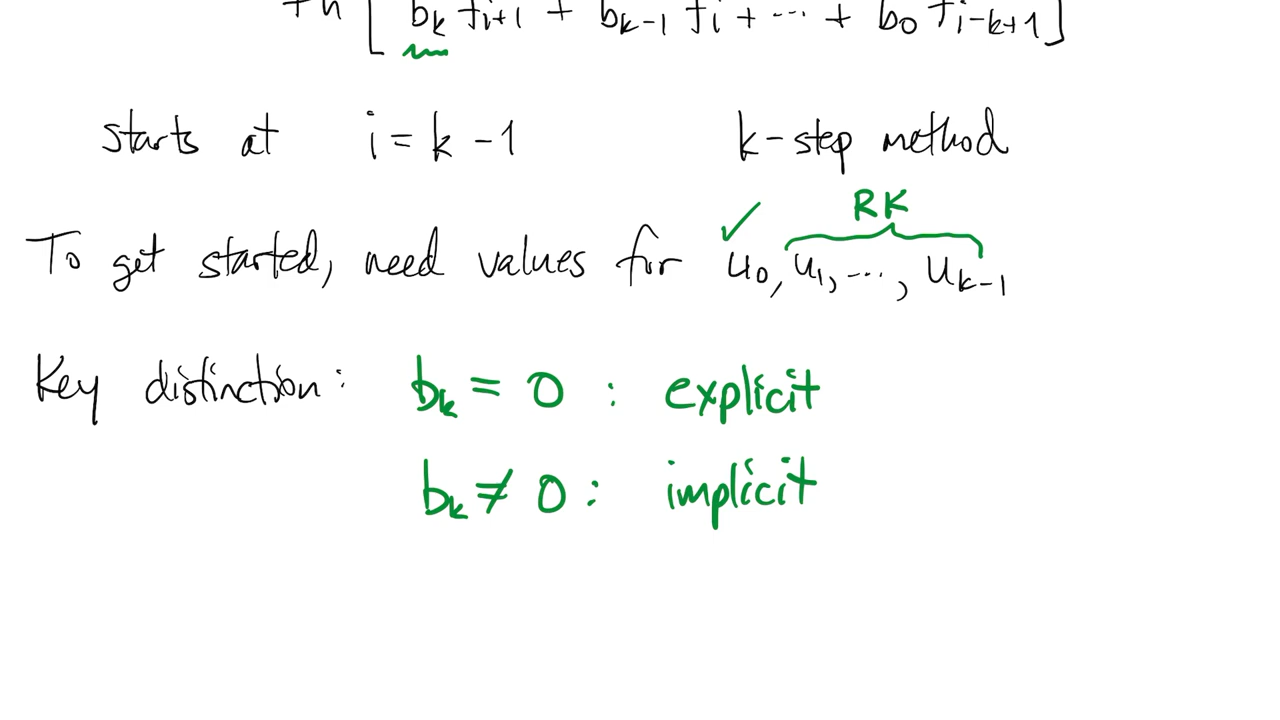 + h [ bₖ fᵢ₊₁ + bₖ₋₁ fᵢ + ··· + b₀ fᵢ₋ₖ₊₁ ]
starts at i = k - 1 k-step method
RK
To get started, need values for u₀, u₁, ..., uₖ₋₁
Key distinction: bₖ = 0 : explicit
bₖ ≠ 0 : implicit